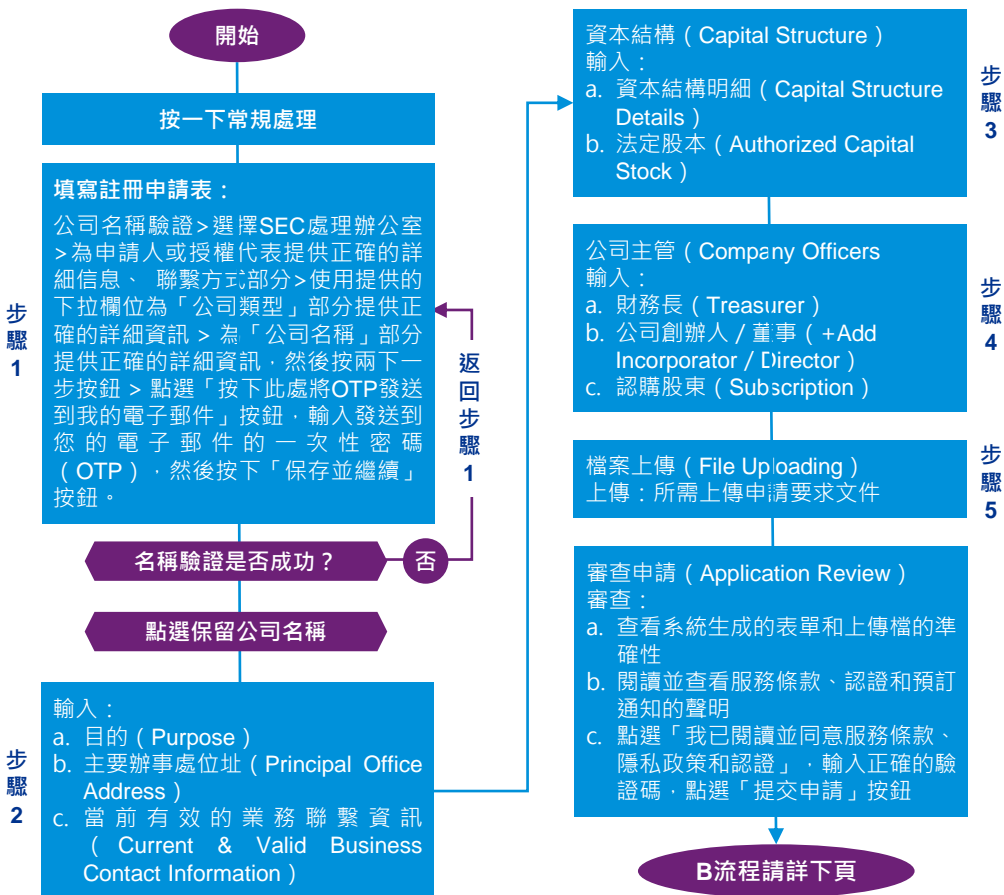 開始
按一下常規處理
填寫註冊申請表：
公司名稱驗證>選擇SEC處理辦公室
>為申請人或授權代表提供正確的詳
細信息、 聯繫方式部分>使用提供的
下拉欄位為「公司類型」部分提供正
確的詳細資訊 > 為「公司名稱」部分
提供正確的詳細資訊，然後按兩下一
步按鈕 > 點選「按下此處將OTP發送
到我的電子郵件」按鈕，輸入發送到
您的電子郵件的一次性密碼
（OTP），然後按下「保存並繼續」
按鈕。
步
驟
1
返
回
步
驟
1
名稱驗證是否成功？
否
點選保留公司名稱
輸入：
a. 目的（Purpose）
b. 主要辦事處位址（Principal Office
Address）
c. 當前有效的業務聯繫資訊
（Current & Valid Business
Contact Information）
步
驟
2
資本結構（Capital Structure）
輸入：
a. 資本結構明細（Capital Structure
Details）
b. 法定股本（Authorized Capital
Stock）
步
驟
3
公司主管（Company Officers
輸入：
a. 財務長（Treasurer）
b. 公司創辦人／董事（+Add
Incorporator / Director）
c. 認購股東（Subscription）
步
驟
4
檔案上傳（File Uploading）
上傳：所需上傳申請要求文件
步
驟
5
審查申請（Application Review）
審查：
a. 查看系統生成的表單和上傳檔的準
確性
b. 閱讀並查看服務條款、認證和預訂
通知的聲明
c. 點選「我已閱讀並同意服務條款、
隱私政策和認證」，輸入正確的驗
證碼，點選「提交申請」按鈕
B流程請詳下頁